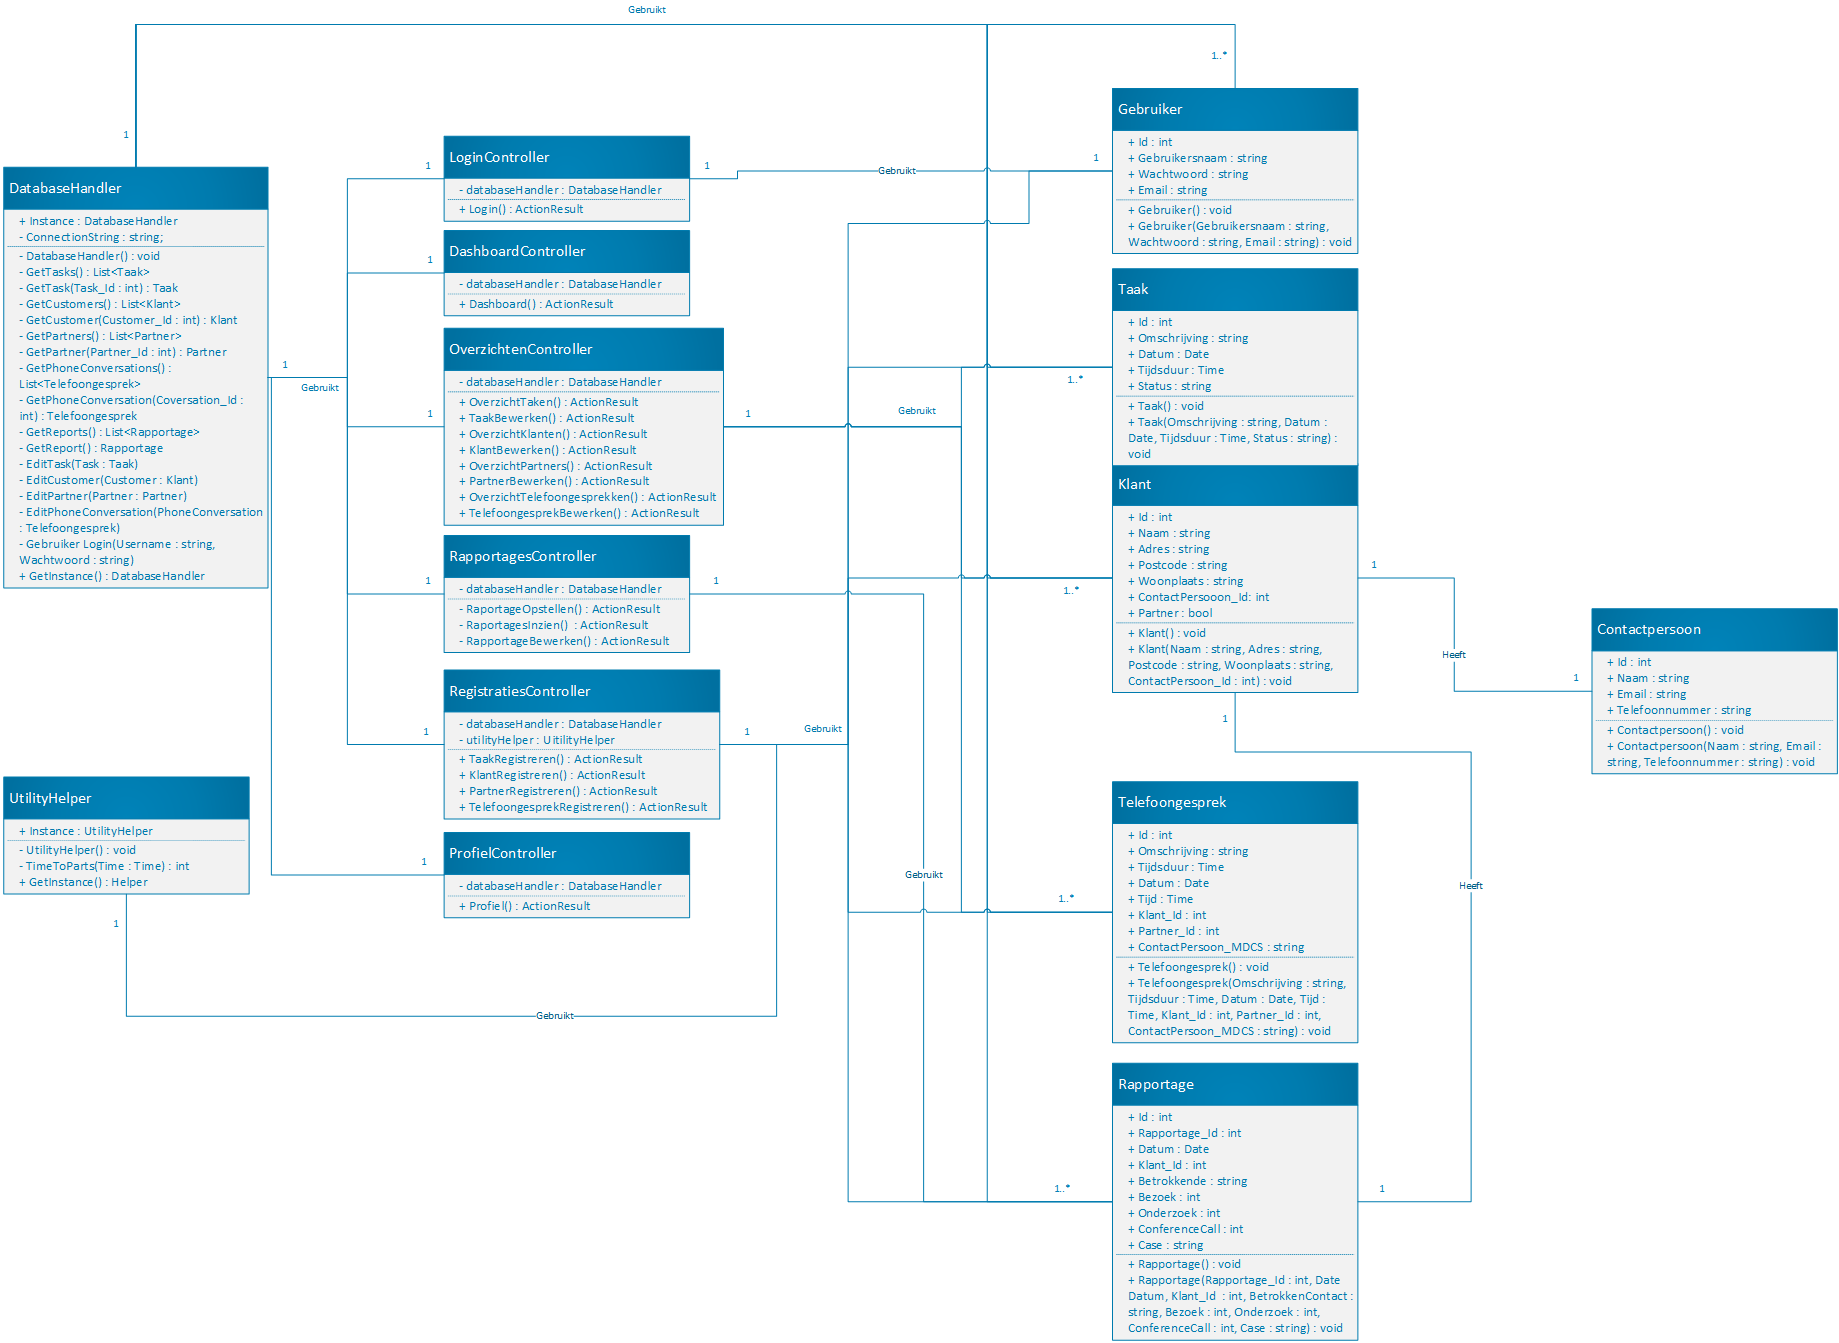 Gebruikt
1..*
1
DatabaseHandler
+ Instance : DatabaseHandler
- ConnectionString : string;
- DatabaseHandler() : void
- GetTasks() : List<Taak>
- GetTask(Task_Id : int) : Taak
- GetCustomers() : List<Klant>
- GetCustomer(Customer_Id : int) : Klant
- GetPartners() : List<Partner>
- GetPartner(Partner_Id : int) : Partner
- GetPhoneConversations() :
List<Telefoongesprek>
- GetPhoneConversation(Coversation_Id :
int) : Telefoongesprek
- GetReports() : List<Rapportage>
- GetReport() : Rapportage
- EditTask(Task : Taak)
- EditCustomer(Customer : Klant)
- EditPartner(Partner : Partner)
- EditPhoneConversation(PhoneConversation
: Telefoongesprek)
- Gebruiker Login(Username : string,
Wachtwoord : string)
+ GetInstance() : DatabaseHandler
1
Gebruikt
UtilityHelper
+ Instance : UtilityHelper
- UtilityHelper() : void
- TimeToParts(Time : Time) : int
+ GetInstance() : Helper
1
Gebruikt
1
LoginController
- databaseHandler : DatabaseHandler
+ Login() : ActionResult
1
Gebruikt
1
1
DashboardController
- databaseHandler : DatabaseHandler
+ Dashboard() : ActionResult
1
OverzichtenController
- databaseHandler : DatabaseHandler
+ OverzichtTaken() : ActionResult
+ TaakBewerken() : ActionResult
+ OverzichtKlanten() : ActionResult
+ KlantBewerken() : ActionResult
+ OverzichtPartners() : ActionResult
+ PartnerBewerken() : ActionResult
+ OverzichtTelefoongesprekken() : ActionResult
+ TelefoongesprekBewerken() : ActionResult
1
Gebruikt
1
RapportagesController
- databaseHandler : DatabaseHandler
- RaportageOpstellen() : ActionResult
- RaportagesInzien()  : ActionResult
- RapportageBewerken() : ActionResult
1
Gebruikt
1
RegistratiesController
- databaseHandler : DatabaseHandler
- utilityHelper : UitilityHelper
+ TaakRegistreren() : ActionResult
+ KlantRegistreren() : ActionResult
+ PartnerRegistreren() : ActionResult
+ TelefoongesprekRegistreren() : ActionResult
1
Gebruikt
1
ProfielController
- databaseHandler : DatabaseHandler
+ Profiel() : ActionResult
Gebruiker
+ Id : int
+ Gebruikersnaam : string
+ Wachtwoord : string
+ Email : string
+ Gebruiker() : void
+ Gebruiker(Gebruikersnaam : string,
Wachtwoord : string, Email : string) : void
1..*
Taak
+ Id : int
+ Omschrijving : string
+ Datum : Date
+ Tijdsduur : Time
+ Status : string
+ Taak() : void
+ Taak(Omschrijving : string, Datum :
Date, Tijdsduur : Time, Status : string) :
void
1..*
Klant
+ Id : int
+ Naam : string
+ Adres : string
+ Postcode : string
+ Woonplaats : string
+ ContactPersooon_Id: int
+ Partner : bool
+ Klant() : void
+ Klant(Naam : string, Adres : string,
Postcode : string, Woonplaats : string,
ContactPersoon_Id : int) : void
1
Heeft
1
1
Heeft
1
Contactpersoon
+ Id : int
+ Naam : string
+ Email : string
+ Telefoonnummer : string
+ Contactpersoon() : void
+ Contactpersoon(Naam : string, Email :
string, Telefoonnummer : string) : void
1..*
Telefoongesprek
+ Id : int
+ Omschrijving : string
+ Tijdsduur : Time
+ Datum : Date
+ Tijd : Time
+ Klant_Id : int
+ Partner_Id : int
+ ContactPersoon_MDCS : string
+ Telefoongesprek() : void
+ Telefoongesprek(Omschrijving : string,
Tijdsduur : Time, Datum : Date, Tijd :
Time, Klant_Id : int, Partner_Id : int,
ContactPersoon_MDCS : string) : void
1..*
Rapportage
+ Id : int
+ Rapportage_Id : int
+ Datum : Date
+ Klant_Id : int
+ Betrokkende : string
+ Bezoek : int
+ Onderzoek : int
+ ConferenceCall : int
+ Case : string
+ Rapportage() : void
+ Rapportage(Rapportage_Id : int, Date
Datum, Klant_Id  : int, BetrokkenContact :
string, Bezoek : int, Onderzoek : int,
ConferenceCall : int, Case : string) : void